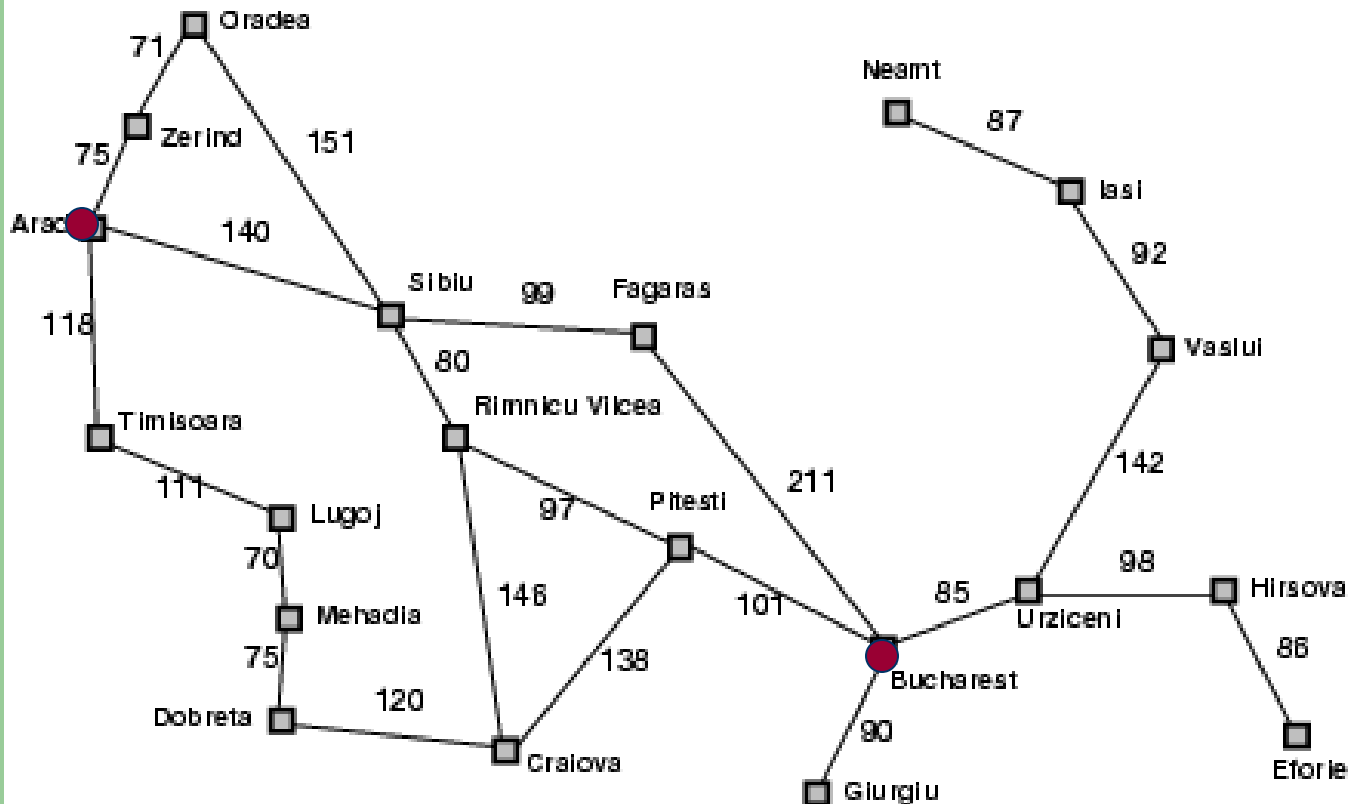 Oradea
71
Neamt
87
Zerind
151
75
Iasi
Arad
140
92
Sibiu
99
Fagaras
118
80
Vaslui
Rimnicu Vilcea
Timisoara
142
111
97
Pitesti
211
Lugoj
70
98
146
101
85
Hirsova
Mehadia
Urziceni
75
138
86
Bucharest
120
Dobreta
90
Craiova
Eforie
Giurgiu